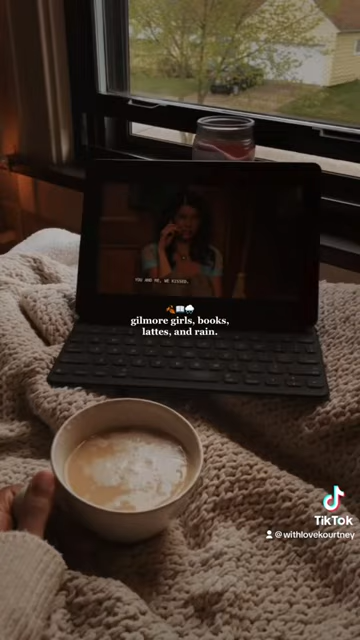 YOU AND ME, WE KISSED.
🍂📖🌧️
gilmore girls, books,
lattes, and rain.
TikTok
@withlovekourtney